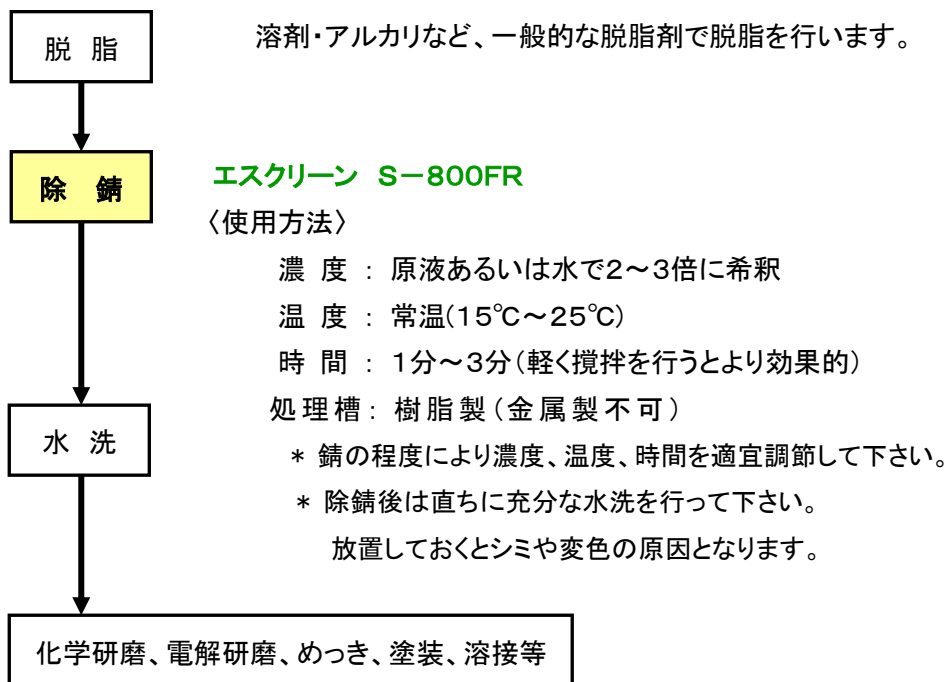 脱 脂
溶剤・アルカリなど、一般的な脱脂剤で脱脂を行います。
除 錆
エスクリーン S－800FR
〈使用方法〉
濃 度 : 原液あるいは水で2～3倍に希釈
温 度 : 常温(15℃～25℃)
時 間 : 1分～3分(軽く撹拌を行うとより効果的)
処理槽: 樹脂製(金属製不可)
水 洗
* 錆の程度により濃度、温度、時間を適宜調節して下さい。
* 除錆後は直ちに充分な水洗を行って下さい。
放置しておくとシミや変色の原因となります。
化学研磨、電解研磨、めっき、塗装、溶接等